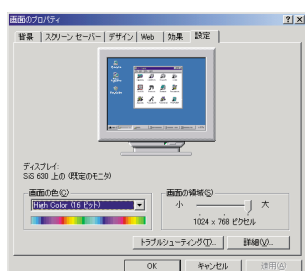 画面のプロパティ
背景 スクリーン セーバー デザイン Web 効果 設定
ディスプレイ:
SiS 630 上の (既定のモニタ)
画面の色(C)
High Color (16 ビット)
画面の領域(S)
小 大
1024 x 768 ピクセル
トラブルシューティング(T)... 詳細(V)...
OK キャンセル 適用(A)